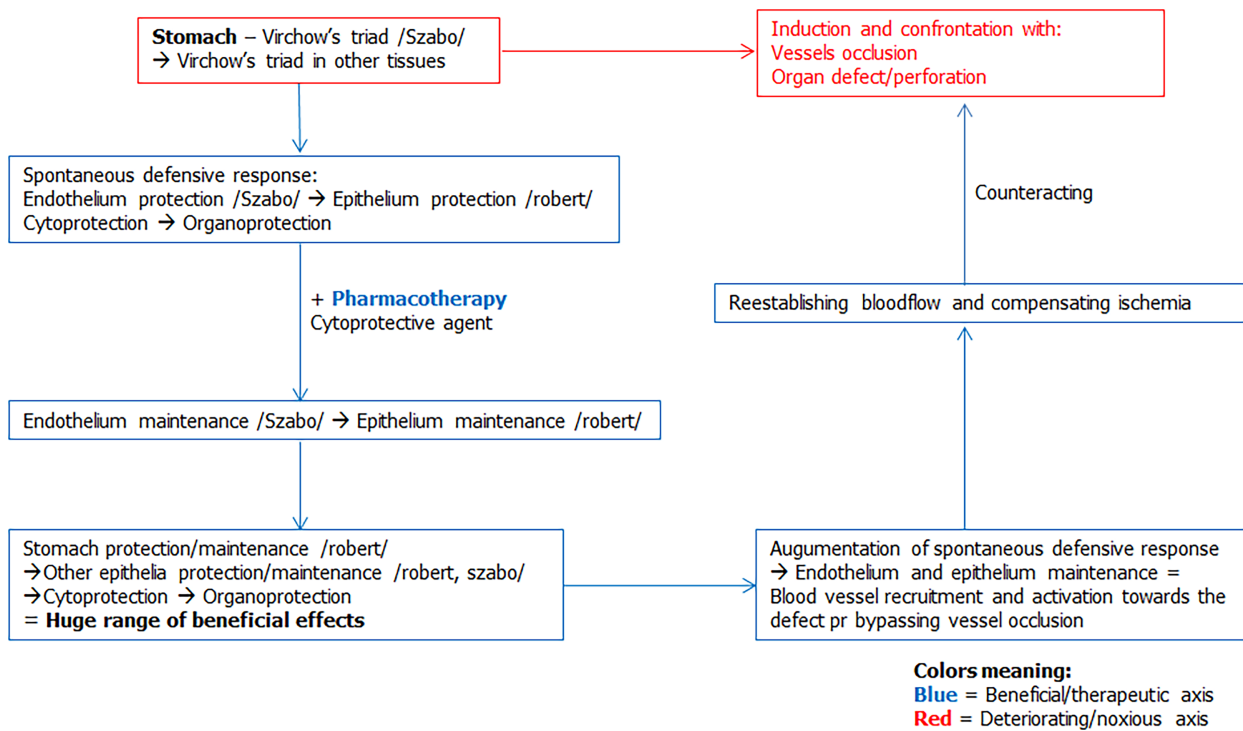 Stomach – Virchow's triad /Szabo/
→ Virchow's triad in other tissues
Induction and confrontation with:
Vessels occlusion
Organ defect/perforation
Spontaneous defensive response:
Endothelium protection /Szabo/ → Epithelium protection /robert/
Cytoprotection → Organoprotection
Counteracting
+ Pharmacotherapy
Cytoprotective agent
Reestablishing bloodflow and compensating ischemia
Endothelium maintenance /Szabo/ → Epithelium maintenance /robert/
Stomach protection/maintenance /robert/
→Other epithelia protection/maintenance /robert, szabo/
→Cytoprotection → Organoprotection
= Huge range of beneficial effects
Augumentation of spontaneous defensive response
→ Endothelium and epithelium maintenance =
Blood vessel recruitment and activation towards the
defect pr bypassing vessel occlusion
Colors meaning:
Blue = Beneficial/therapeutic axis
Red = Deteriorating/noxious axis